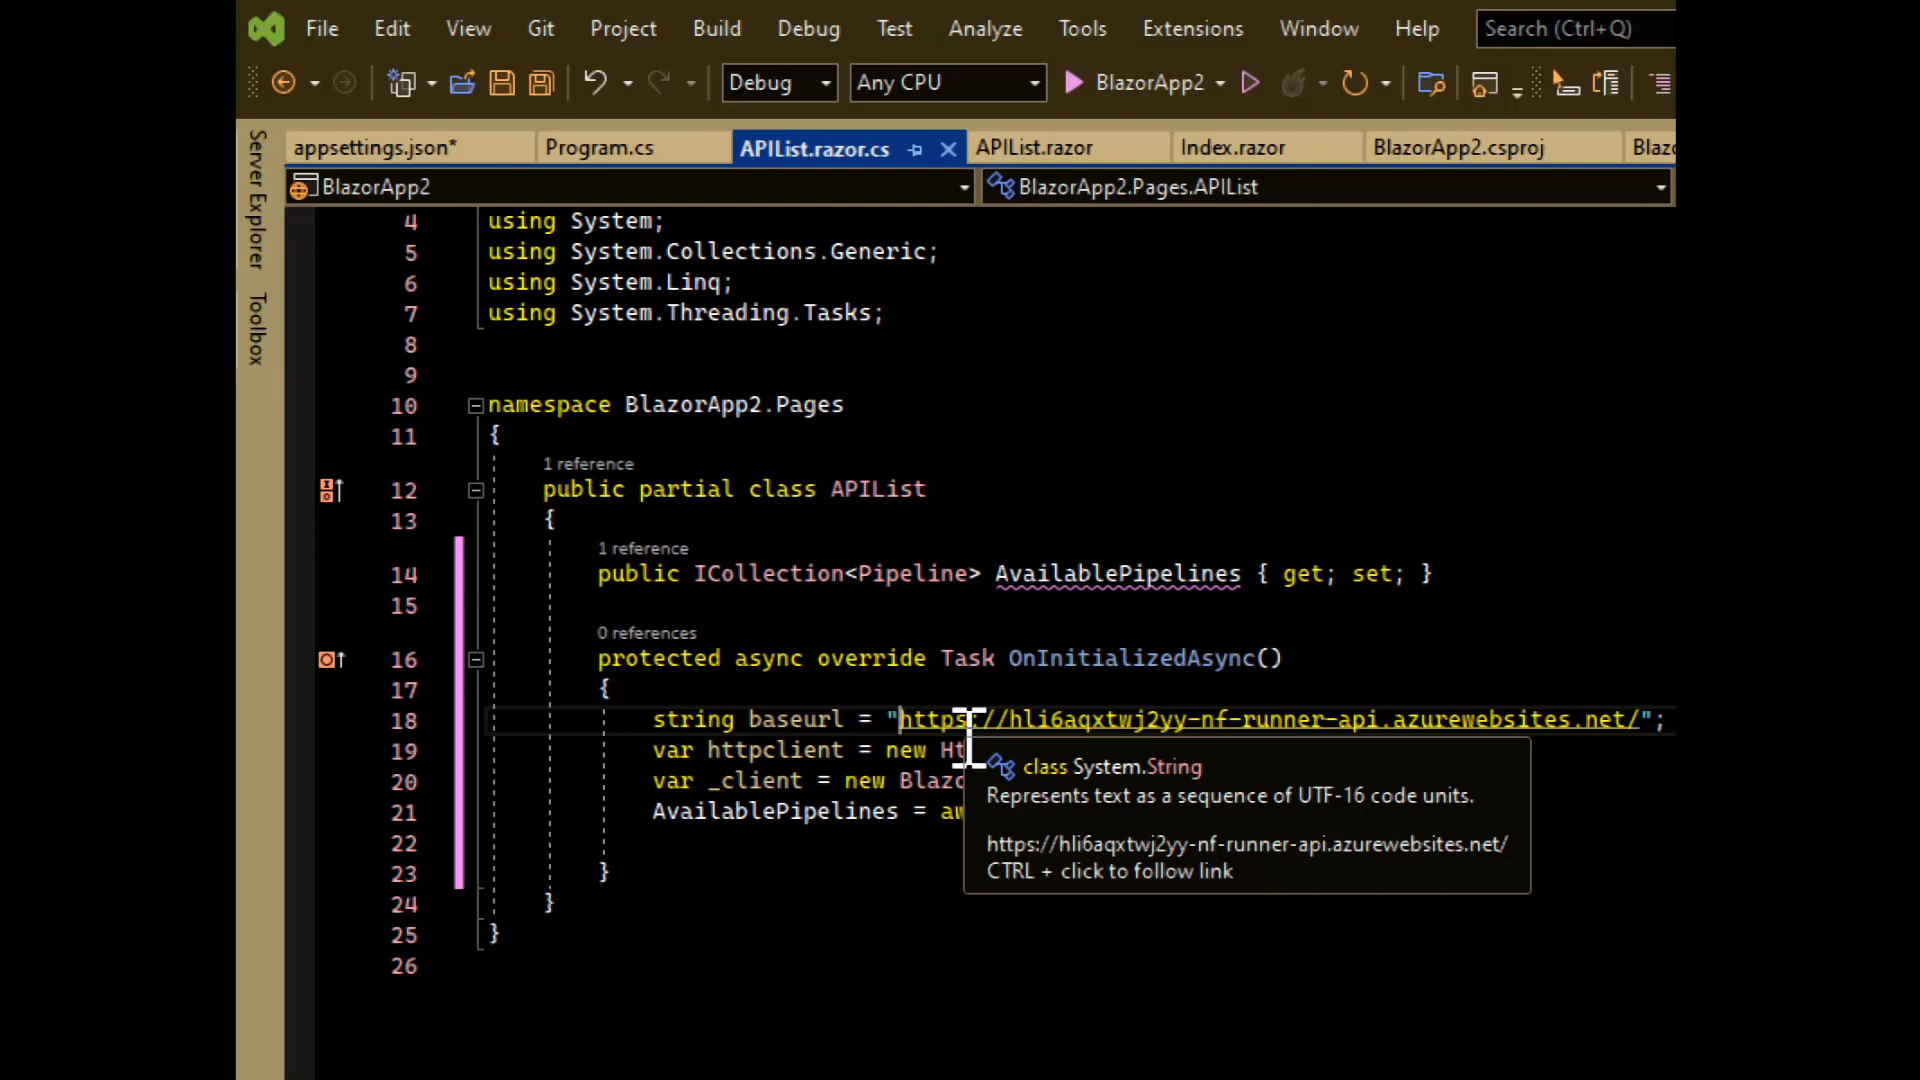 File Edit View Git Project Build Debug Test Analyze Tools Extensions Window Help Search (Ctrl+Q)
Debug Any CPU BlazorApp2
Server Explorer
Toolbox
appsettings.json* Program.cs APIList.razor.cs APIList.razor Index.razor BlazorApp2.csproj Blazo
BlazorApp2 BlazorApp2.Pages.APIList
4 using System;
5 using System.Collections.Generic;
6 using System.Linq;
7 using System.Threading.Tasks;
8
9
10 namespace BlazorApp2.Pages
11 {
1 reference
12 public partial class APIList
13 {
1 reference
14 public ICollection<Pipeline> AvailablePipelines { get; set; }
15
0 references
16 protected async override Task OnInitializedAsync()
17 {
18 string baseurl = "https://hli6aqxtwj2yy-nf-runner-api.azurewebsites.net/";
19 var httpclient = new Ht
20 var _client = new Blazo
21 AvailablePipelines = aw
22
23 }
24 }
25 }
26
class System.String
Represents text as a sequence of UTF-16 code units.
https://hli6aqxtwj2yy-nf-runner-api.azurewebsites.net/
CTRL + click to follow link